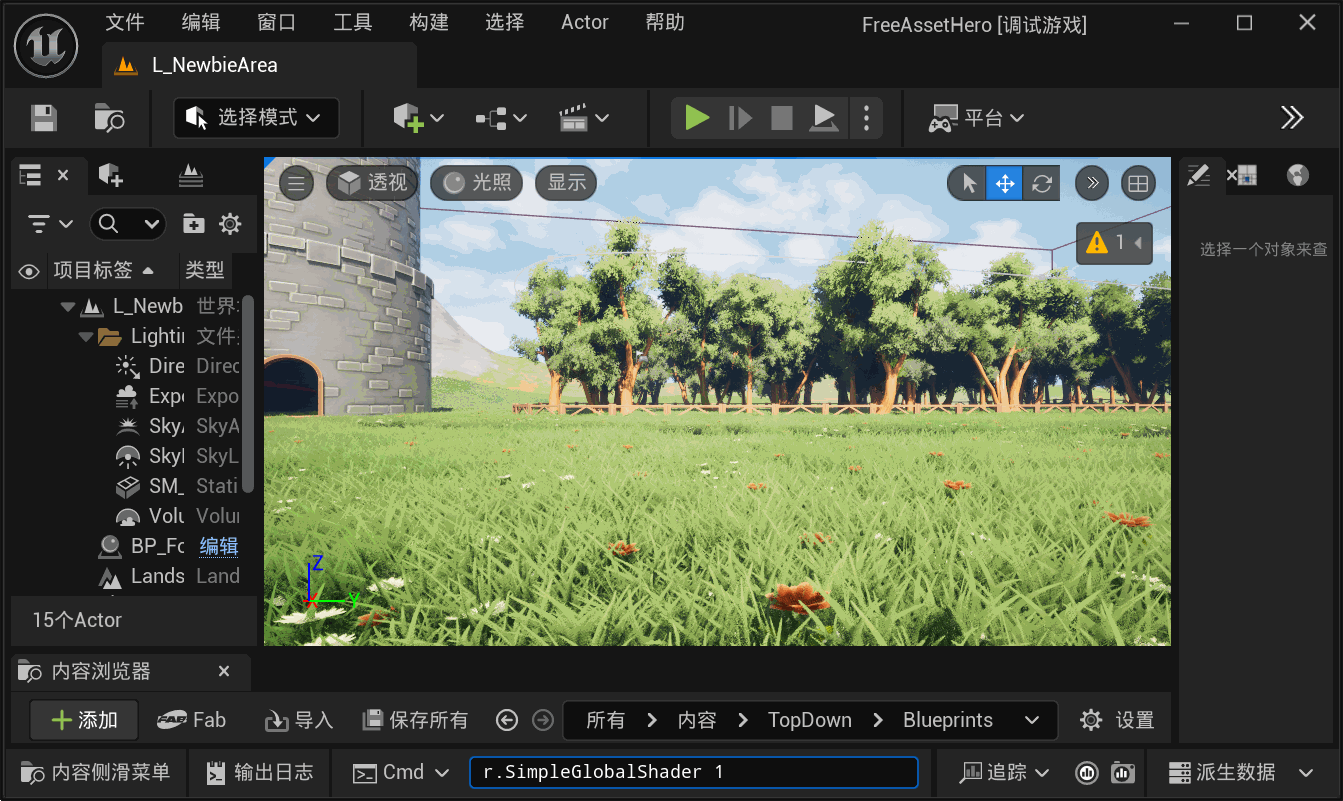 文件 编辑 窗口 工具 构建 选择 Actor 帮助 FreeAssetHero [调试游戏]
L_NewbieArea
选择模式 平台
透视 光照 显示
1
项目标签 类型
选择一个对象来查
L_Newb 世界
Lighti 文件
Dire Direc
Expo Expo
SkyA SkyA
SkyL SkyL
SM_ Stati
Volu Volu
BP_Fo 编辑
Lands Land
15个Actor
Z
X Y
内容浏览器
添加 FAB Fab 导入 保存所有 所有 内容 TopDown Blueprints 设置
内容侧滑菜单 输出日志 Cmd r.SimpleGlobalShader 1 追踪 派生数据